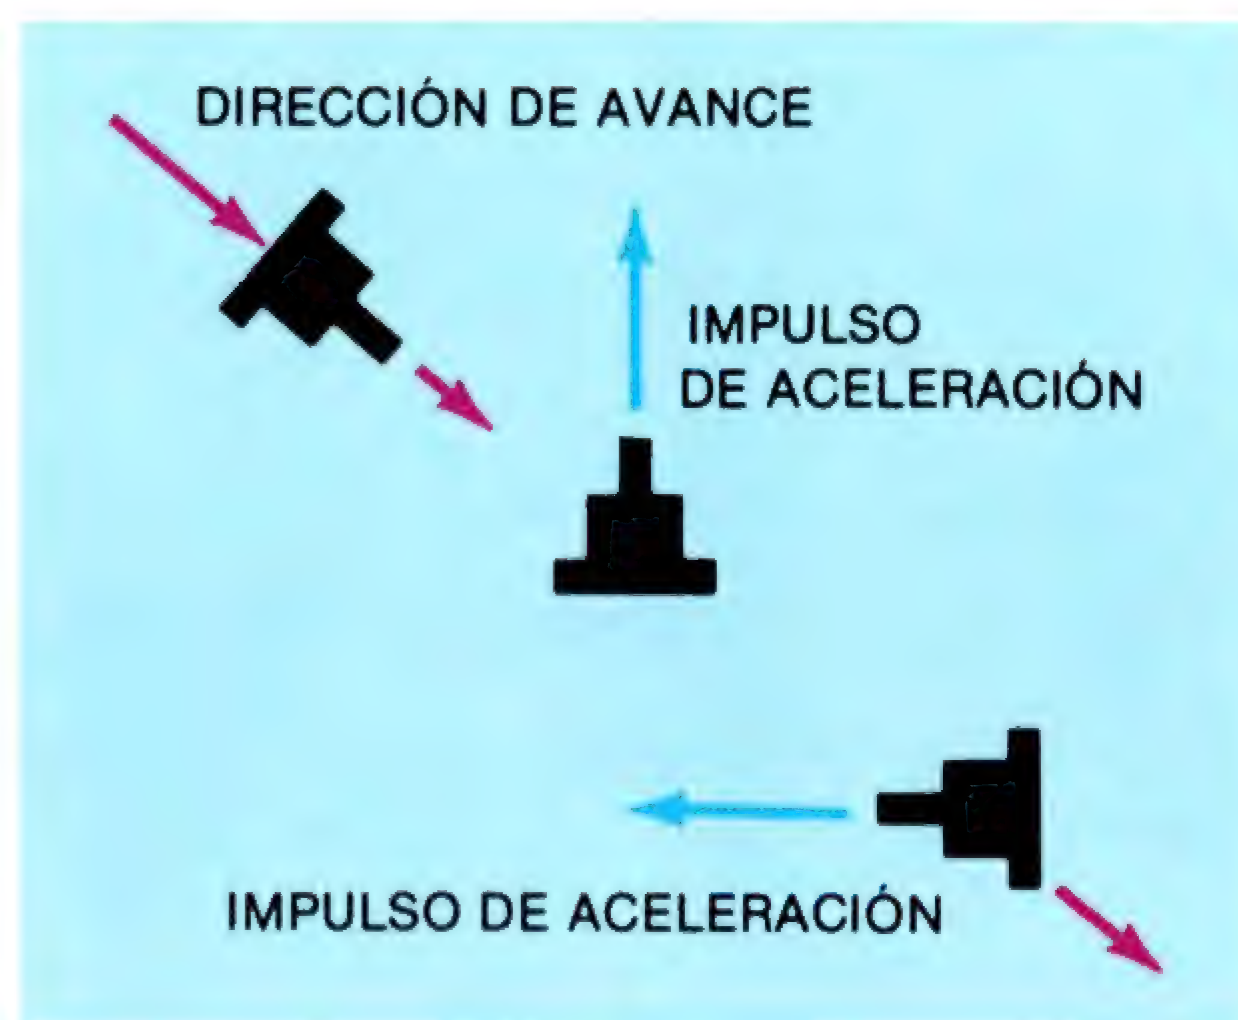 DIRECCIÓN DE AVANCE
IMPULSO
DE ACELERACIÓN
IMPULSO DE ACELERACIÓN